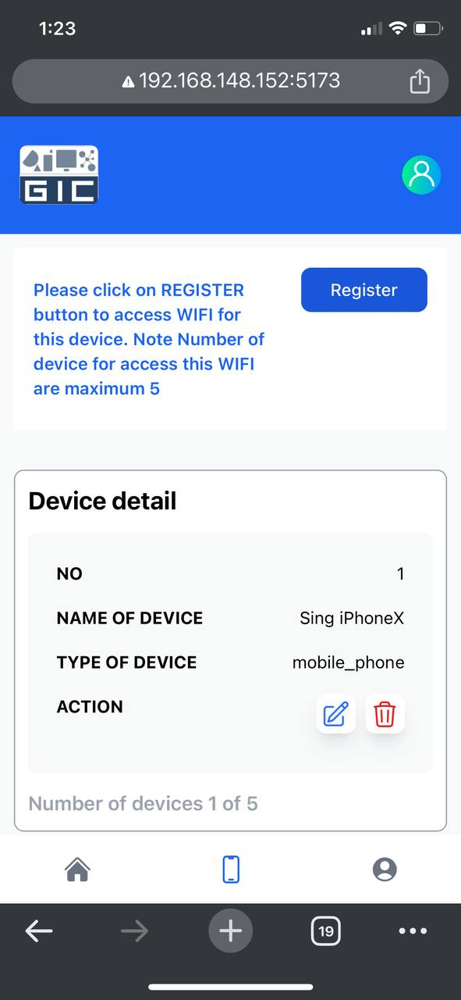 1:23
192.168.148.152:5173
GIC
Please click on REGISTER
button to access WIFI for
this device. Note Number of
device for access this WIFI
are maximum 5
Register
Device detail
NO 1
NAME OF DEVICE Sing iPhoneX
TYPE OF DEVICE mobile_phone
ACTION
Number of devices 1 of 5
19